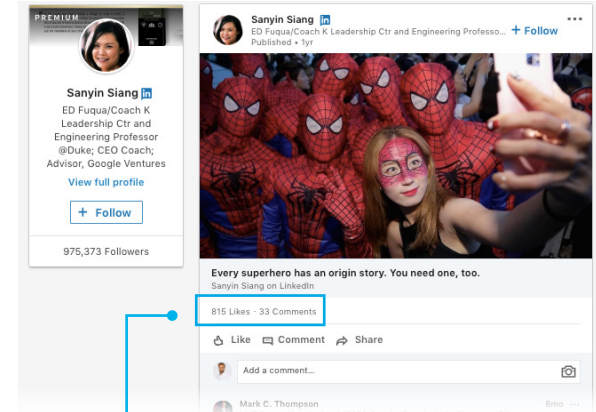 PREMIUM
Sanyin Siang in
ED Fuqua/Coach K
Leadership Ctr and
Engineering Professor
@Duke; CEO Coach;
Advisor, Google Ventures
View full profile
+ Follow
975,373 Followers
Sanyin Siang in
ED Fuqua/Coach K Leadership Ctr and Engineering Professo... + Follow
Published • 1yr
Every superhero has an origin story. You need one, too.
Sanyin Siang on LinkedIn
815 Likes · 33 Comments
Like Comment Share
Add a comment...
Mark C. Thompson 8mo